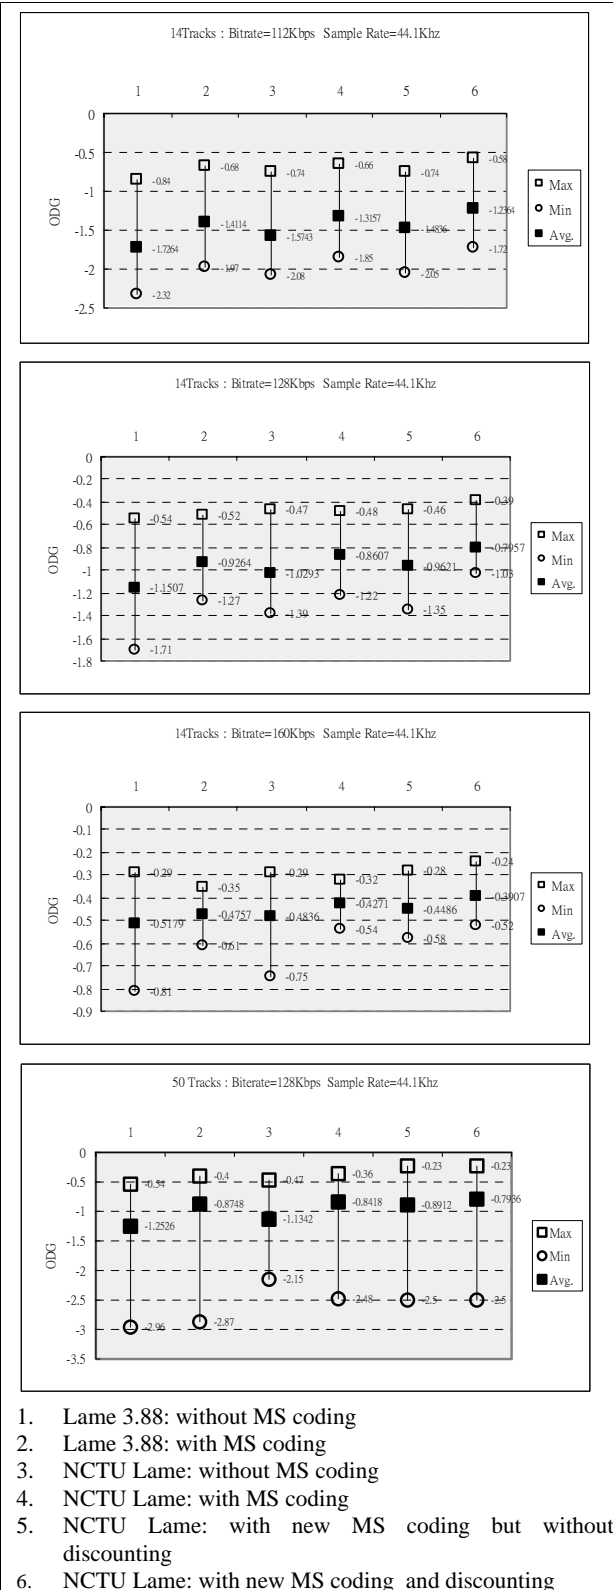 14Tracks : Bitrate=112Kbps Sample Rate=44.1Khz
1 2 3 4 5 6
0
-0.5
-1
-1.5
-2
-2.5
ODG
-0.84 -0.68 -0.74 -0.66 -0.74 -0.58
-1.7264 -1.4114 -1.5743 -1.3157 -1.4836 -1.2364
-2.32 -1.97 -2.08 -1.85 -2.05 -1.72
Max
Min
Avg.
14Tracks : Bitrate=128Kbps Sample Rate=44.1Khz
1 2 3 4 5 6
0
-0.2
-0.4
-0.6
-0.8
-1
-1.2
-1.4
-1.6
-1.8
ODG
-0.54 -0.52 -0.47 -0.48 -0.46 -0.39
-1.1507 -0.9264 -1.0293 -0.8607 -0.9621 -0.7957
-1.71 -1.27 -1.39 -1.22 -1.35 -1.03
Max
Min
Avg.
14Tracks : Bitrate=160Kbps Sample Rate=44.1Khz
1 2 3 4 5 6
0
-0.1
-0.2
-0.3
-0.4
-0.5
-0.6
-0.7
-0.8
-0.9
ODG
-0.29 -0.35 -0.29 -0.32 -0.28 -0.24
-0.5179 -0.4757 -0.4836 -0.4271 -0.4486 -0.3907
-0.81 -0.61 -0.75 -0.54 -0.58 -0.52
Max
Min
Avg.
50 Tracks : Biterate=128Kbps Sample Rate=44.1Khz
1 2 3 4 5 6
0
-0.5
-1
-1.5
-2
-2.5
-3
-3.5
ODG
-0.54 -0.4 -0.47 -0.36 -0.23 -0.23
-1.2526 -0.8748 -1.1342 -0.8418 -0.8912 -0.7936
-2.96 -2.87 -2.15 -2.48 -2.5 -2.5
Max
Min
Avg.
1. Lame 3.88: without MS coding
2. Lame 3.88: with MS coding
3. NCTU Lame: without MS coding
4. NCTU Lame: with MS coding
5. NCTU Lame: with new MS coding but without
discounting
6. NCTU Lame: with new MS coding and discounting